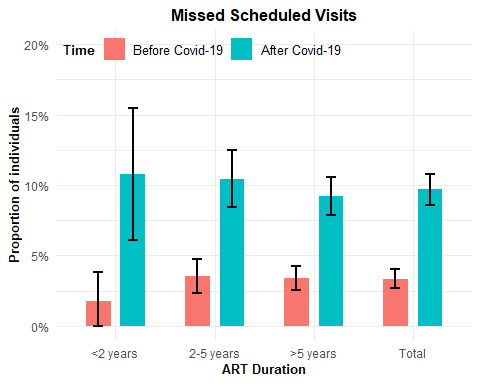 Missed Scheduled Visits
Time Before Covid-19 After Covid-19
20%
15%
10%
5%
0%
Proportion of individuals
<2 years 2-5 years >5 years Total
ART Duration